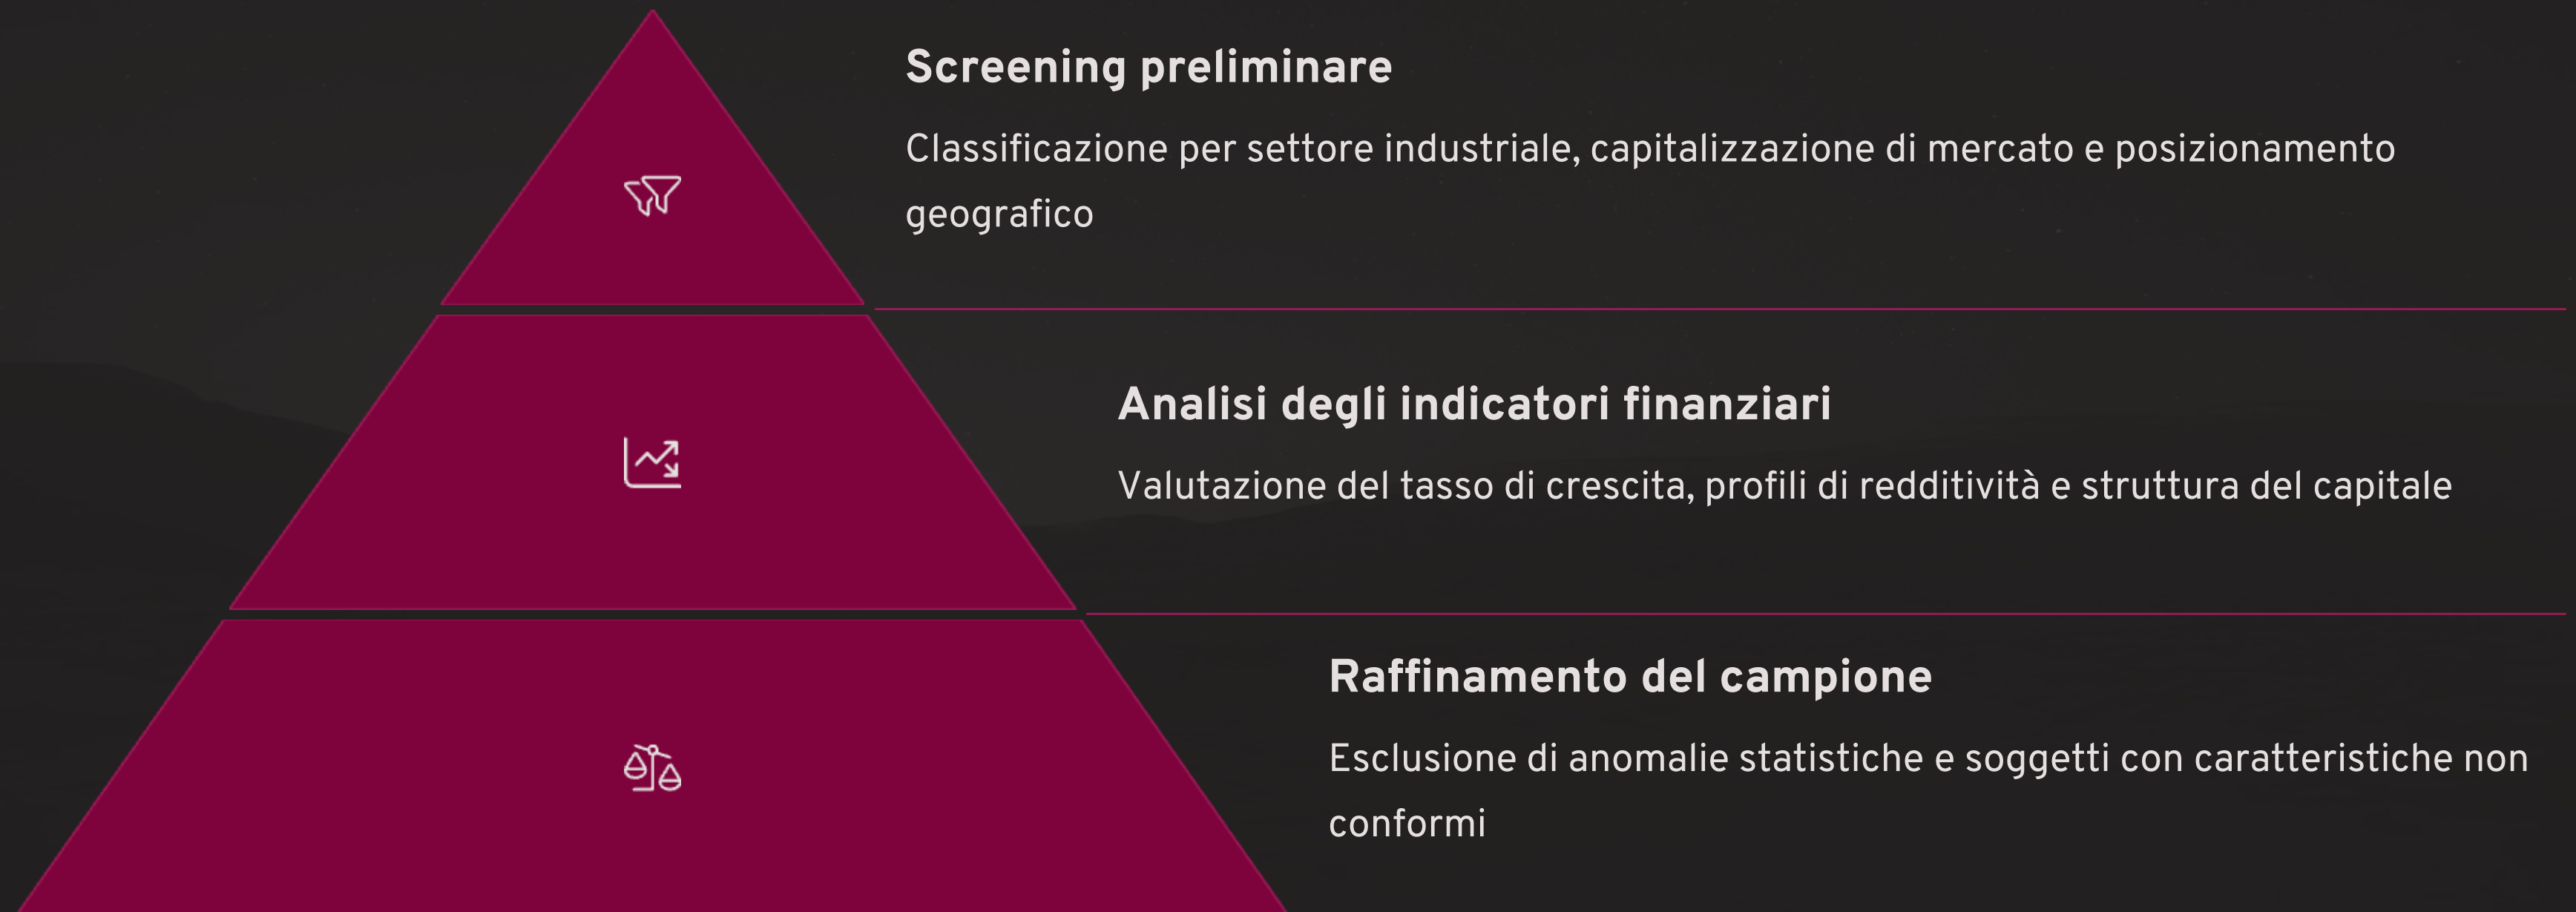 Screening preliminare
Classificazione per settore industriale, capitalizzazione di mercato e posizionamento
geografico
Analisi degli indicatori finanziari
Valutazione del tasso di crescita, profili di redditività e struttura del capitale
Raffinamento del campione
Esclusione di anomalie statistiche e soggetti con caratteristiche non
conformi